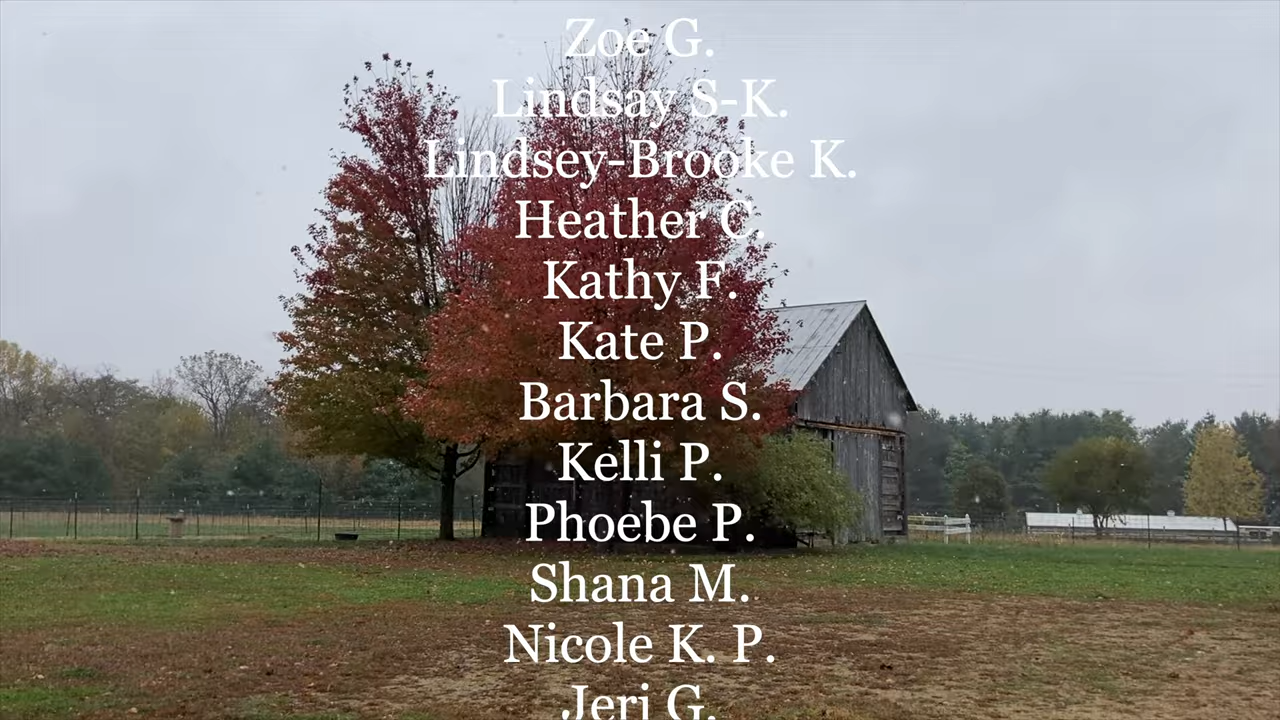 Zoe G.
Lindsay S-K.
Lindsey-Brooke K.
Heather C.
Kathy F.
Kate P.
Barbara S.
Kelli P.
Phoebe P.
Shana M.
Nicole K. P.
Jeri G.